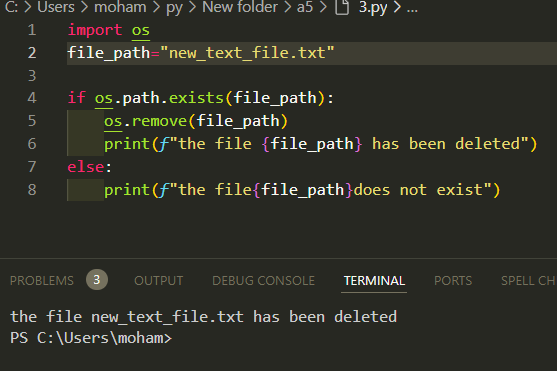 C: > Users > moham > py > New folder > a5 > 3.py > ...
1 import os
2 file_path="new_text_file.txt"
3
4 if os.path.exists(file_path):
5     os.remove(file_path)
6     print(f"the file {file_path} has been deleted")
7 else:
8     print(f"the file{file_path}does not exist")
PROBLEMS 3 OUTPUT DEBUG CONSOLE TERMINAL PORTS SPELL CH
the file new_text_file.txt has been deleted
PS C:\Users\moham>